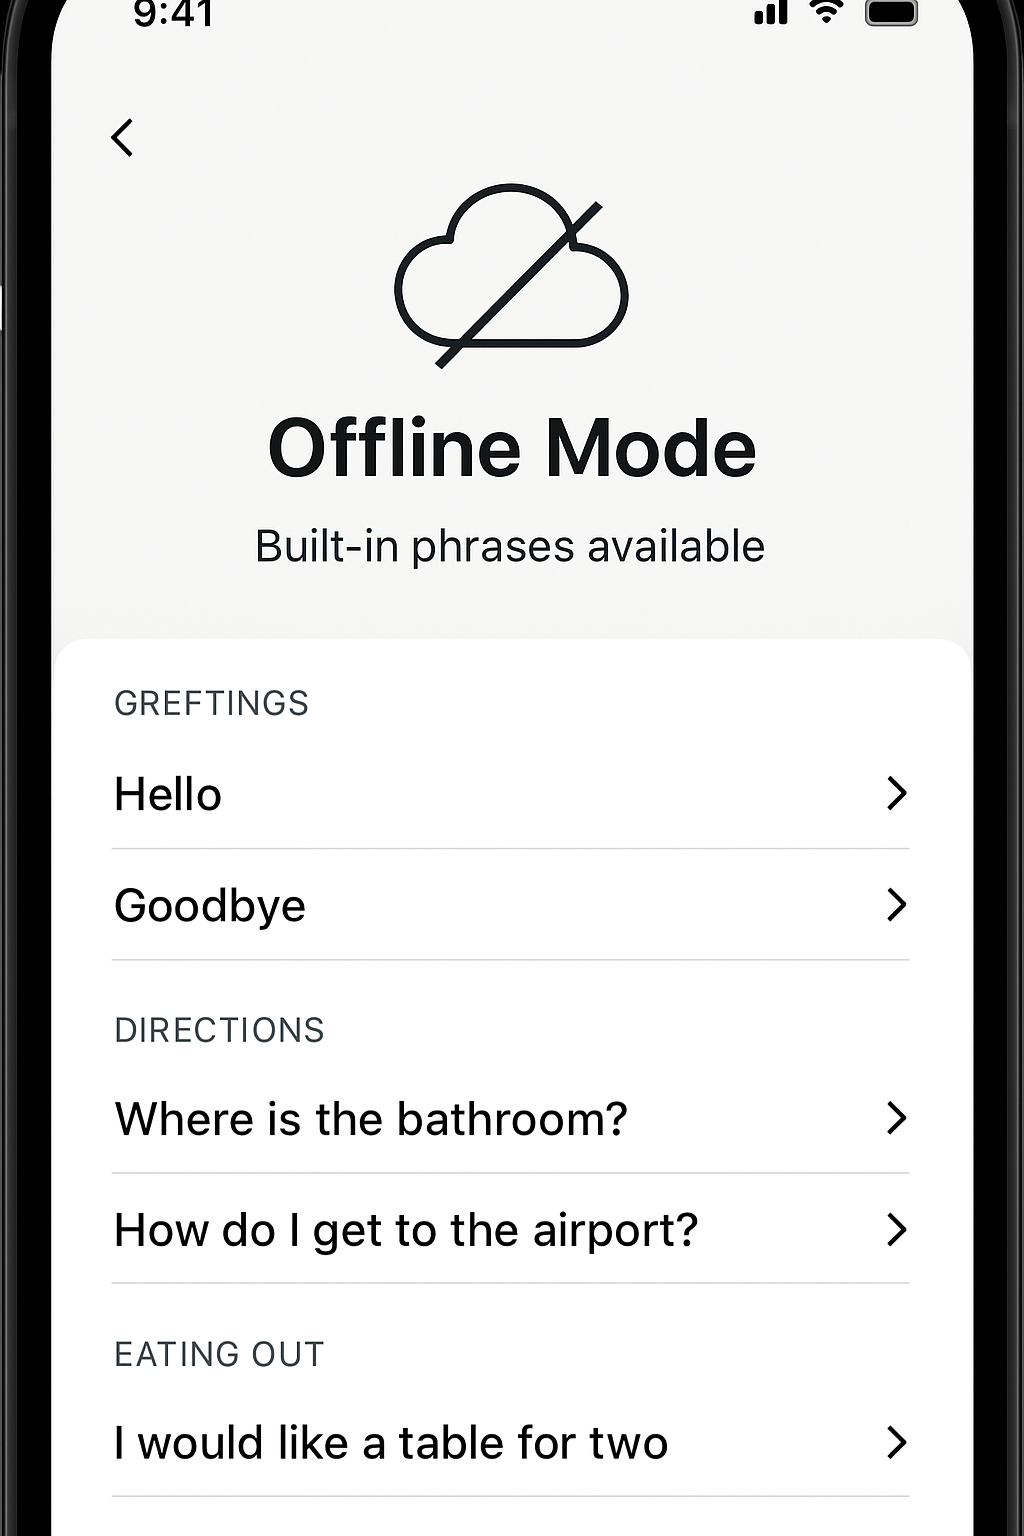 9:41
Offline Mode
Built-in phrases available
GREFTINGS
Hello
Goodbye
DIRECTIONS
Where is the bathroom?
How do I get to the airport?
EATING OUT
I would like a table for two